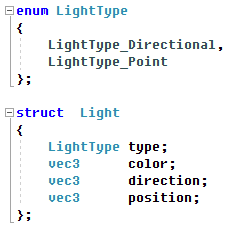 enum LightType
{
    LightType_Directional,
    LightType_Point
};
struct  Light
{
    LightType type;
    vec3      color;
    vec3      direction;
    vec3      position;
};